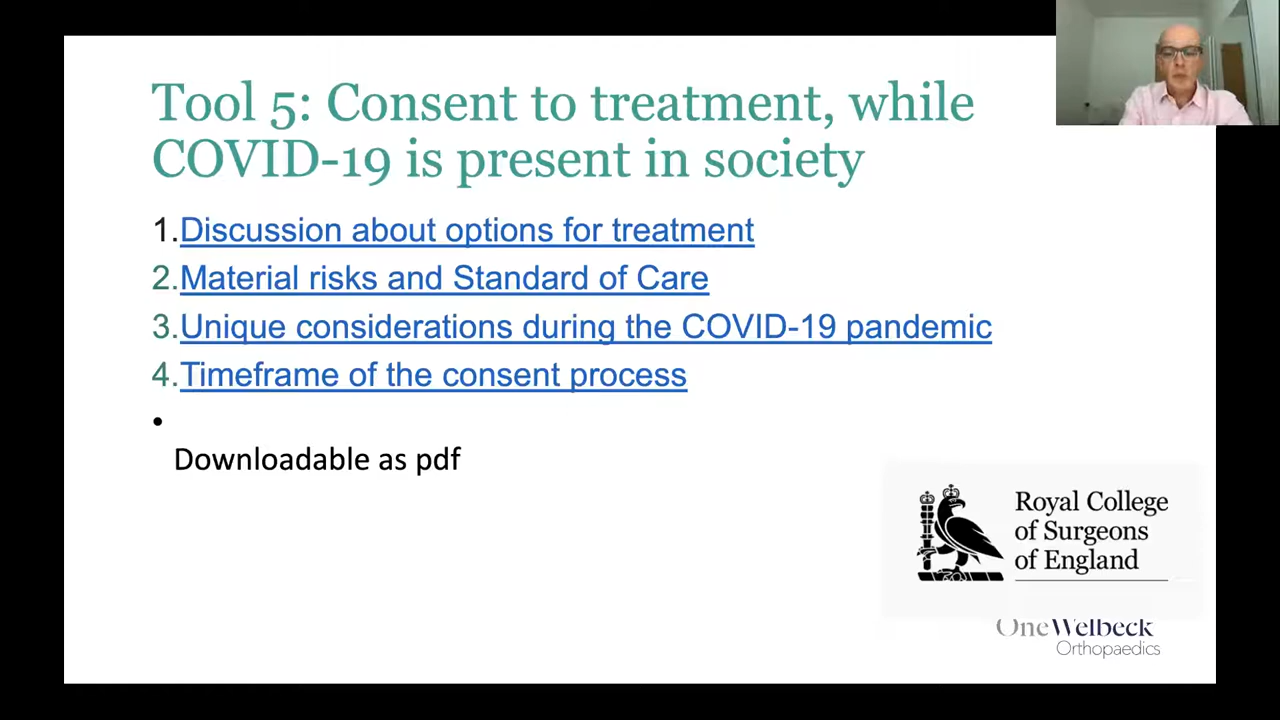 Tool 5: Consent to treatment, while
COVID-19 is present in society
1.Discussion about options for treatment
2.Material risks and Standard of Care
3.Unique considerations during the COVID-19 pandemic
4.Timeframe of the consent process
•
Downloadable as pdf
Royal College
of Surgeons
of England
OneWelbeck
Orthopaedics